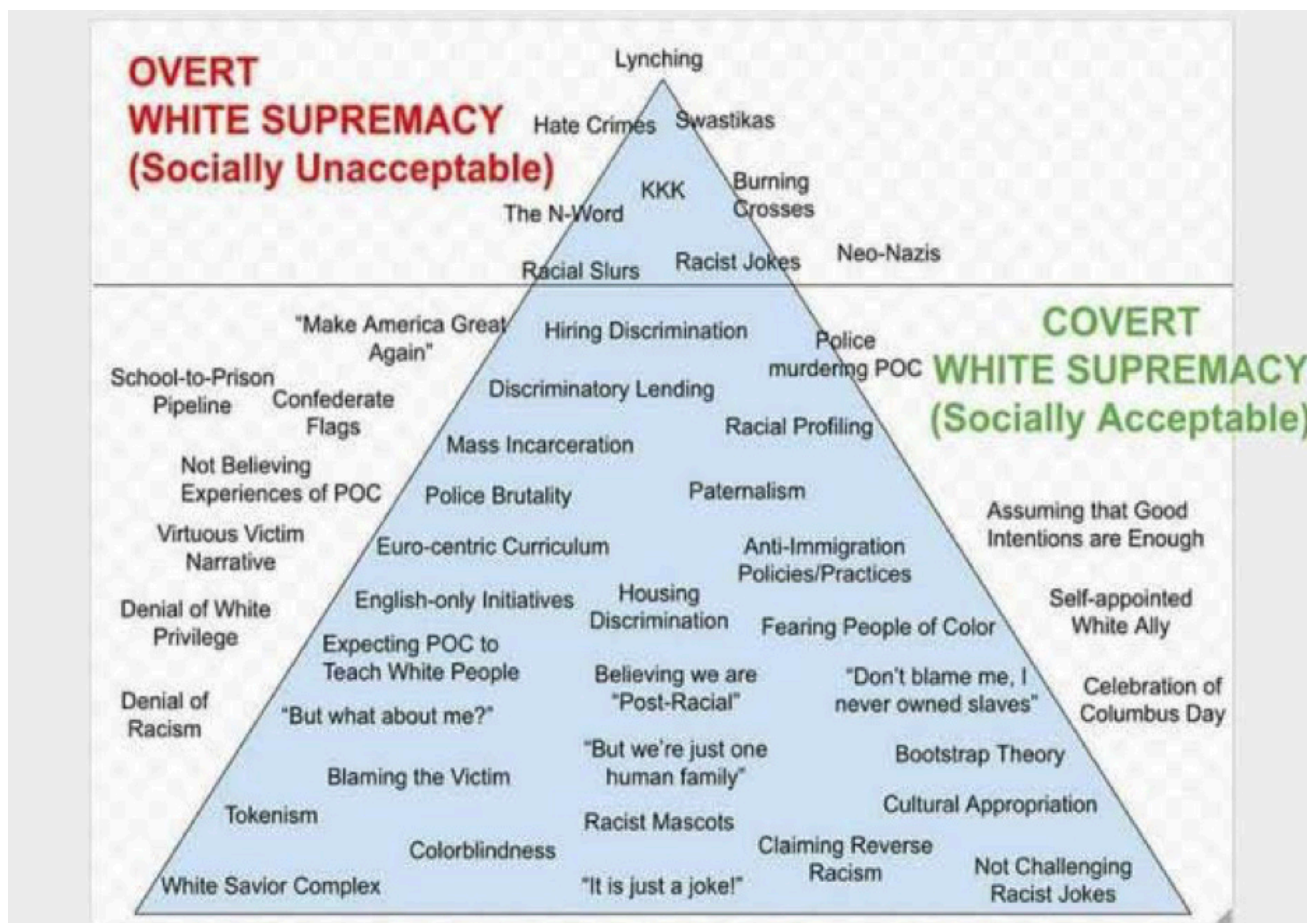 Lynching
OVERT
WHITE SUPREMACY
(Socially Unacceptable)
Hate Crimes
Swastikas
KKK
Burning
Crosses
The N-Word
Racial Slurs
Racist Jokes
Neo-Nazis
"Make America Great
Again"
Hiring Discrimination
Police
murdering POC
COVERT
WHITE SUPREMACY
(Socially Acceptable)
School-to-Prison
Pipeline
Confederate
Flags
Discriminatory Lending
Racial Profiling
Mass Incarceration
Not Believing
Experiences of POC
Police Brutality
Paternalism
Virtuous Victim
Narrative
Euro-centric Curriculum
Anti-Immigration
Policies/Practices
Assuming that Good
Intentions are Enough
Denial of White
Privilege
English-only Initiatives
Housing
Discrimination
Fearing People of Color
Self-appointed
White Ally
Expecting POC to
Teach White People
Believing we are
"Post-Racial"
"Don't blame me, I
never owned slaves"
Celebration of
Columbus Day
Denial of
Racism
"But what about me?"
"But we're just one
human family"
Bootstrap Theory
Blaming the Victim
Tokenism
Racist Mascots
Cultural Appropriation
Colorblindness
Claiming Reverse
Racism
White Savior Complex
"It is just a joke!"
Not Challenging
Racist Jokes